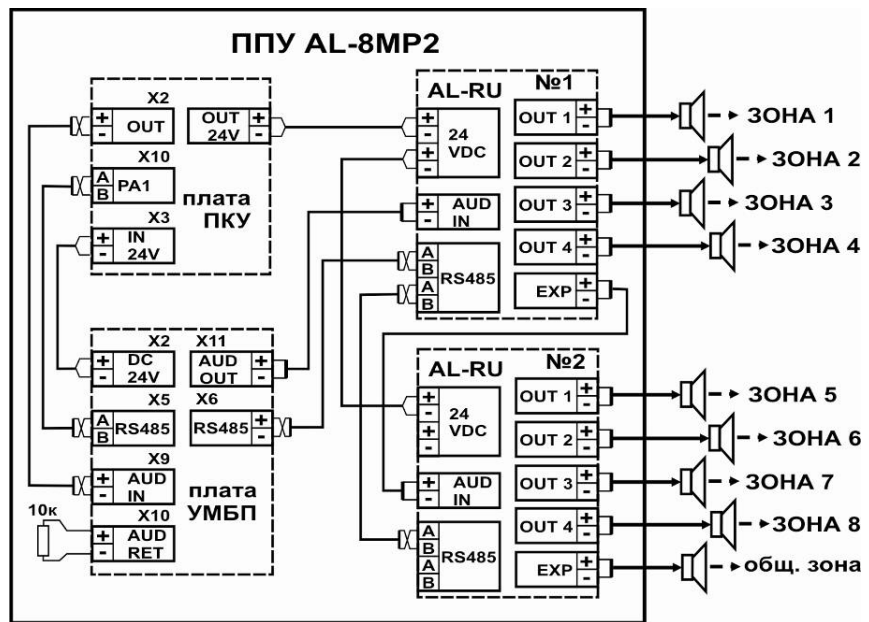 ППУ AL-8MP2
X2
+
-
OUT
OUT
24V
+
-
X10
A
B
PA1
плата
ПКУ
X3
+
-
IN
24V
X2
+
-
DC
24V
X11
AUD
OUT
+
-
X5
A
B
RS485
X6
RS485
+
-
X9
+
-
AUD
IN
плата
УМБП
10к
X10
+
-
AUD
RET
AL-RU
№1
+
-
+
-
24
VDC
+
-
AUD
IN
A
B
A
B
RS485
OUT 1
+
-
OUT 2
+
-
OUT 3
+
-
OUT 4
+
-
EXP
+
-
ЗОНА 1
ЗОНА 2
ЗОНА 3
ЗОНА 4
AL-RU
№2
+
-
+
-
24
VDC
+
-
AUD
IN
A
B
A
B
RS485
OUT 1
+
-
OUT 2
+
-
OUT 3
+
-
OUT 4
+
-
EXP
+
-
ЗОНА 5
ЗОНА 6
ЗОНА 7
ЗОНА 8
общ. зона